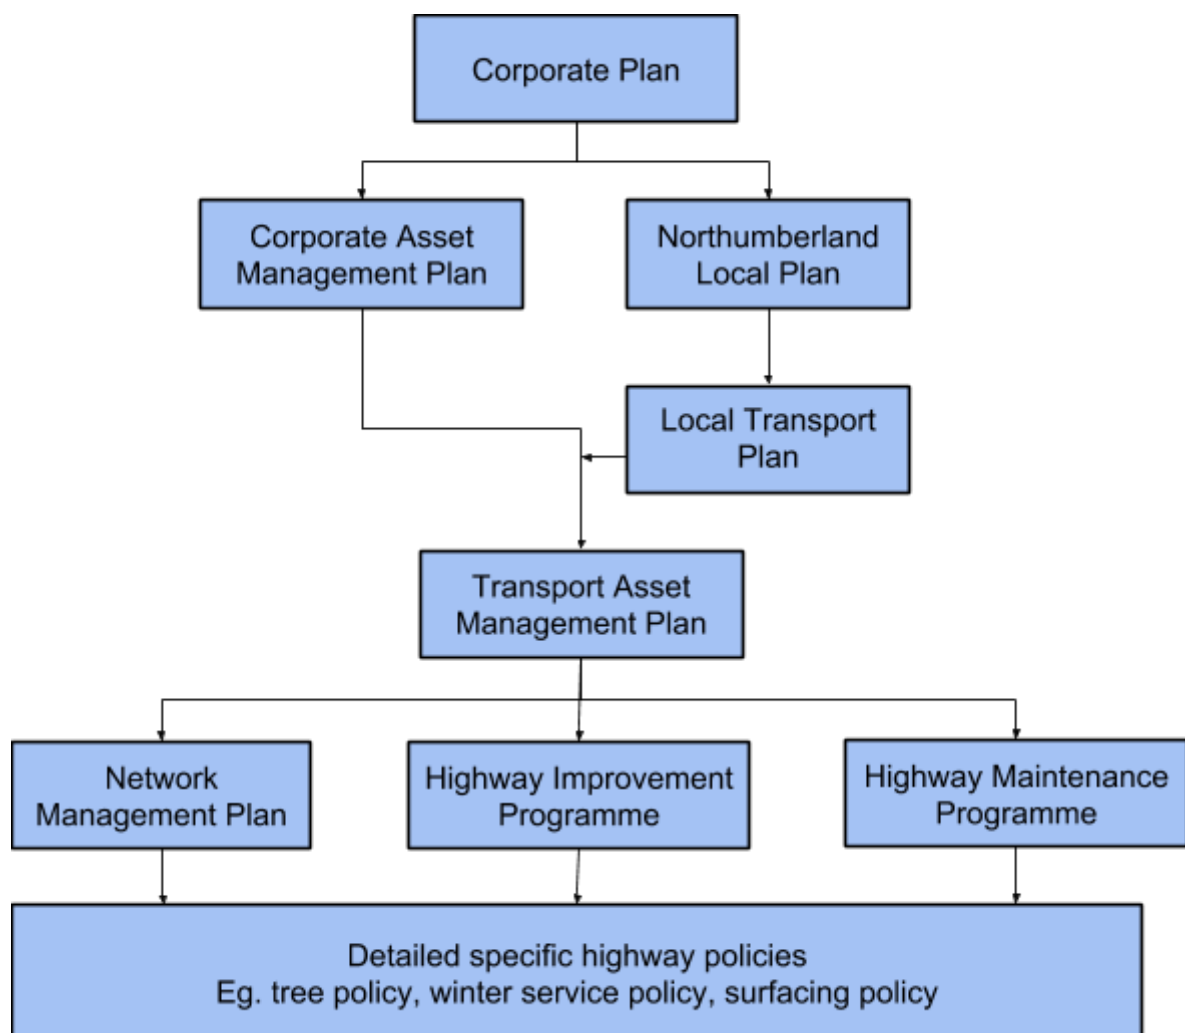 Corporate Plan
Corporate Asset
Management Plan
Northumberland
Local Plan
Local Transport
Plan
Transport Asset
Management Plan
Network
Management Plan
Highway Improvement
Programme
Highway Maintenance
Programme
Detailed specific highway policies
Eg. tree policy, winter service policy, surfacing policy